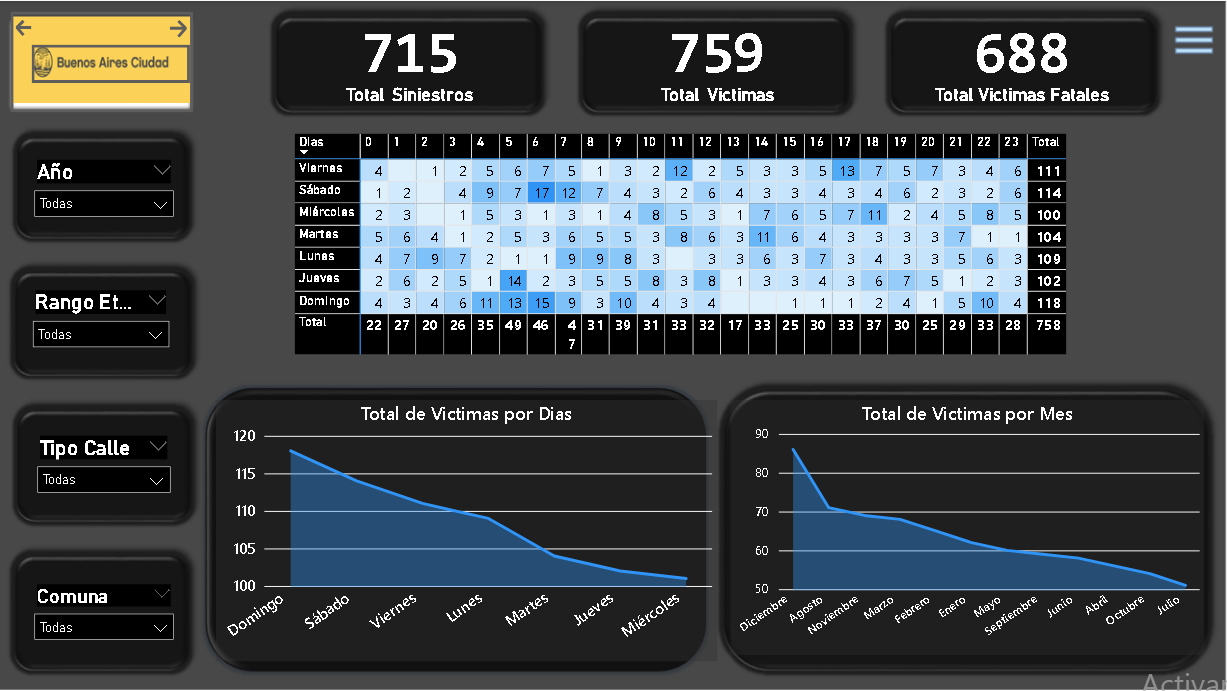 Buenos Aires Ciudad
715
Total Siniestros
759
Total Victimas
688
Total Victimas Fatales
Año
Todas
Rango Et...
Todas
Tipo Calle
Todas
Comuna
Todas
Dias 0 1 2 3 4 5 6 7 8 9 10 11 12 13 14 15 16 17 18 19 20 21 22 23 Total
Viernes 4 1 2 5 6 7 5 1 3 2 12 2 5 3 3 5 13 7 5 7 3 4 6 111
Sábado 1 2 4 9 7 17 12 7 4 3 2 6 4 3 3 3 3 4 6 2 3 2 6 114
Miércoles 2 3 1 5 3 1 3 1 4 8 5 3 1 7 6 5 7 11 2 4 5 8 5 100
Martes 5 6 4 1 2 5 3 6 5 5 3 8 6 3 11 6 4 3 3 3 3 7 1 1 104
Lunes 4 7 9 7 2 1 1 9 9 8 3 3 3 6 3 7 3 4 3 3 5 6 3 109
Jueves 2 6 2 5 1 14 2 3 5 5 8 3 8 1 3 3 4 3 6 7 5 1 2 3 102
Domingo 4 3 4 6 11 13 15 9 3 10 4 3 4 1 1 1 2 4 1 5 10 4 118
Total 22 27 20 26 35 49 46 47 31 39 31 33 32 17 33 25 30 33 37 30 25 29 33 28 758
Total de Victimas por Dias
120
115
110
105
100
Domingo Sábado Viernes Lunes Martes Jueves Miércoles
Total de Victimas por Mes
90
80
70
60
50
Diciembre Agosto Noviembre Marzo Febrero Enero Mayo Septiembre Junio Abril Octubre Julio